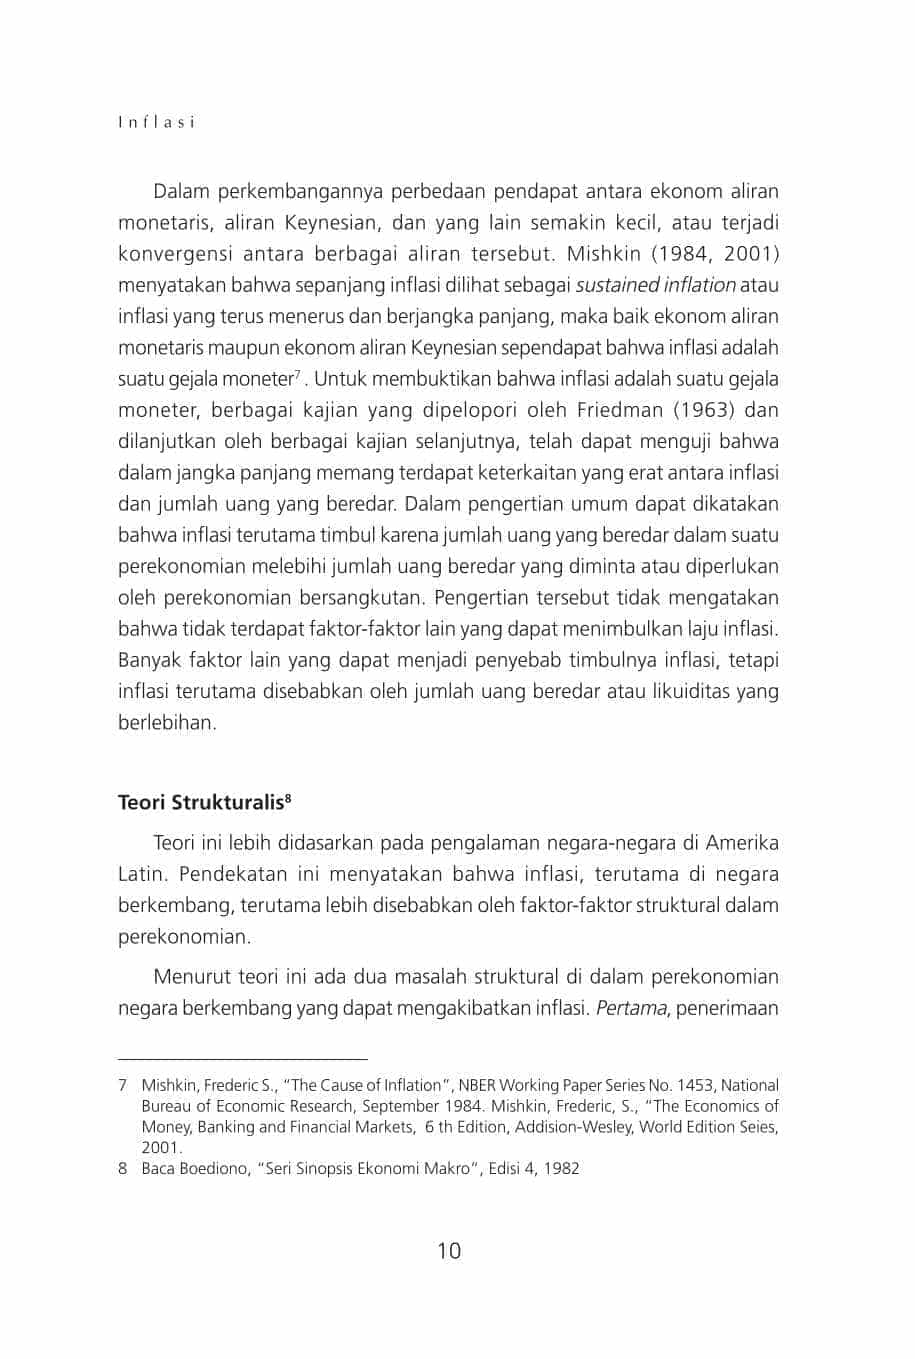 Inflasi
Dalam perkembangannya perbedaan pendapat antara ekonom aliran
monetaris, aliran Keynesian, dan yang lain semakin kecil, atau terjadi
konvergensi antara berbagai aliran tersebut. Mishkin (1984, 2001)
menyatakan bahwa sepanjang inflasi dilihat sebagai sustained inflation atau
inflasi yang terus menerus dan berjangka panjang, maka baik ekonom aliran
monetaris maupun ekonom aliran Keynesian sependapat bahwa inflasi adalah
suatu gejala moneter⁷ . Untuk membuktikan bahwa inflasi adalah suatu gejala
moneter, berbagai kajian yang dipelopori oleh Friedman (1963) dan
dilanjutkan oleh berbagai kajian selanjutnya, telah dapat menguji bahwa
dalam jangka panjang memang terdapat keterkaitan yang erat antara inflasi
dan jumlah uang yang beredar. Dalam pengertian umum dapat dikatakan
bahwa inflasi terutama timbul karena jumlah uang yang beredar dalam suatu
perekonomian melebihi jumlah uang beredar yang diminta atau diperlukan
oleh perekonomian bersangkutan. Pengertian tersebut tidak mengatakan
bahwa tidak terdapat faktor-faktor lain yang dapat menimbulkan laju inflasi.
Banyak faktor lain yang dapat menjadi penyebab timbulnya inflasi, tetapi
inflasi terutama disebabkan oleh jumlah uang beredar atau likuiditas yang
berlebihan.
Teori Strukturalis⁸
Teori ini lebih didasarkan pada pengalaman negara-negara di Amerika
Latin. Pendekatan ini menyatakan bahwa inflasi, terutama di negara
berkembang, terutama lebih disebabkan oleh faktor-faktor struktural dalam
perekonomian.
Menurut teori ini ada dua masalah struktural di dalam perekonomian
negara berkembang yang dapat mengakibatkan inflasi. Pertama, penerimaan
7 Mishkin, Frederic S., “The Cause of Inflation”, NBER Working Paper Series No. 1453, National
Bureau of Economic Research, September 1984. Mishkin, Frederic, S., “The Economics of
Money, Banking and Financial Markets, 6 th Edition, Addision-Wesley, World Edition Seies,
2001.
8 Baca Boediono, “Seri Sinopsis Ekonomi Makro”, Edisi 4, 1982
10